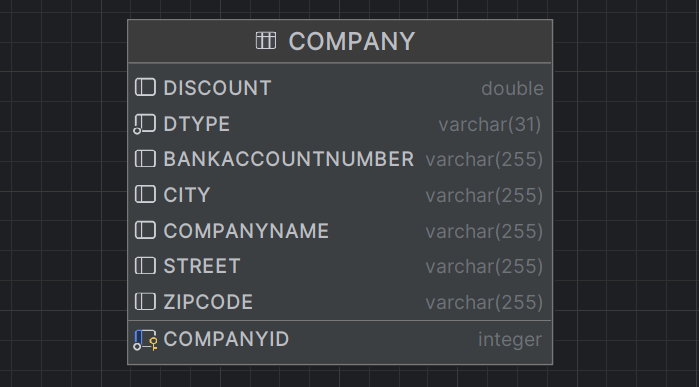 COMPANY
DISCOUNT double
DTYPE varchar(31)
BANKACCOUNTNUMBER varchar(255)
CITY varchar(255)
COMPANYNAME varchar(255)
STREET varchar(255)
ZIPCODE varchar(255)
COMPANYID integer